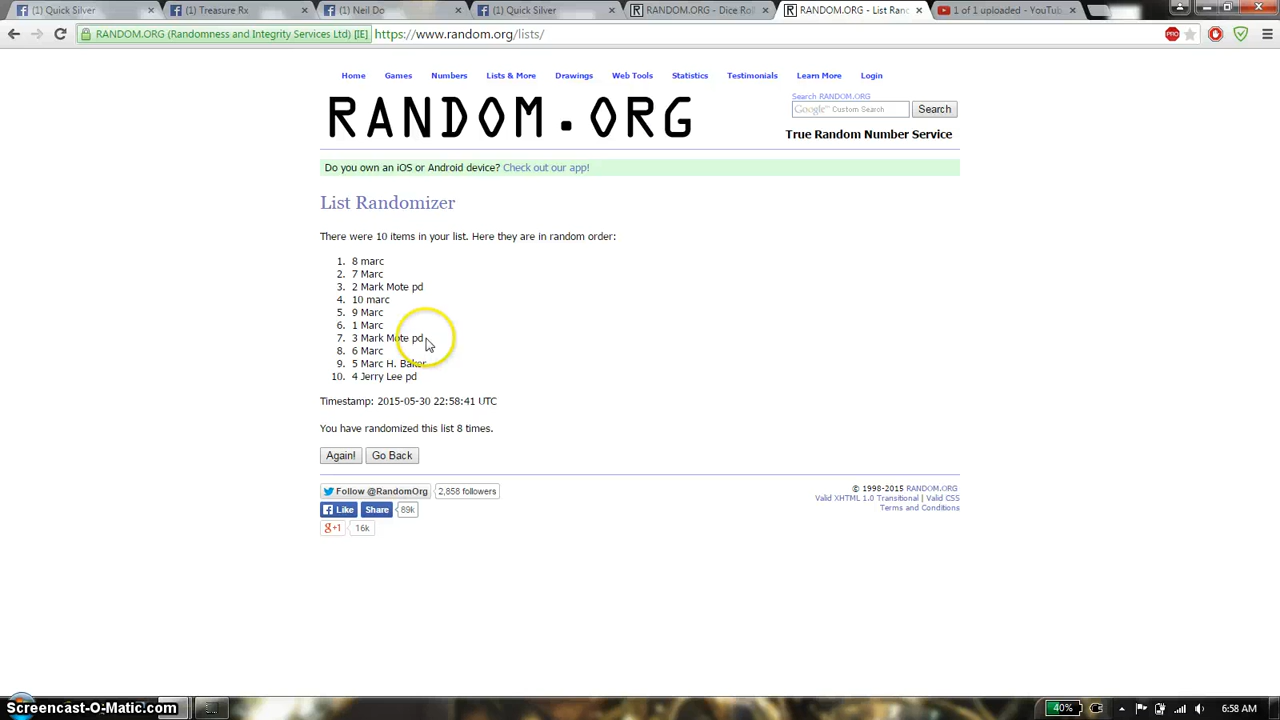 (1) Quick Silver
(1) Treasure Rx
(1) Neil Do
(1) Quick Silver
RANDOM.ORG - Dice Ro
RANDOM.ORG - List Ran
1 of 1 uploaded - YouTub
RANDOM.ORG (Randomness and Integrity Services Ltd) [IE] https://www.random.org/lists/
PRO
Home Games Numbers Lists & More Drawings Web Tools Statistics Testimonials Learn More Login
RANDOM.ORG
Search RANDOM.ORG
Google™ Custom Search Search
True Random Number Service
Do you own an iOS or Android device? Check out our app!
List Randomizer
There were 10 items in your list. Here they are in random order:
1. 8 marc
2. 7 Marc
3. 2 Mark Mote pd
4. 10 marc
5. 9 Marc
6. 1 Marc
7. 3 Mark Mote pd
8. 6 Marc
9. 5 Marc H. Baker
10. 4 Jerry Lee pd
Timestamp: 2015-05-30 22:58:41 UTC
You have randomized this list 8 times.
Again! Go Back
Follow @RandomOrg 2,858 followers
Like Share 89k
g+1 16k
© 1998-2015 RANDOM.ORG
Valid XHTML 1.0 Transitional | Valid CSS
Terms and Conditions
Screencast-O-Matic.com
40%
6:58 AM